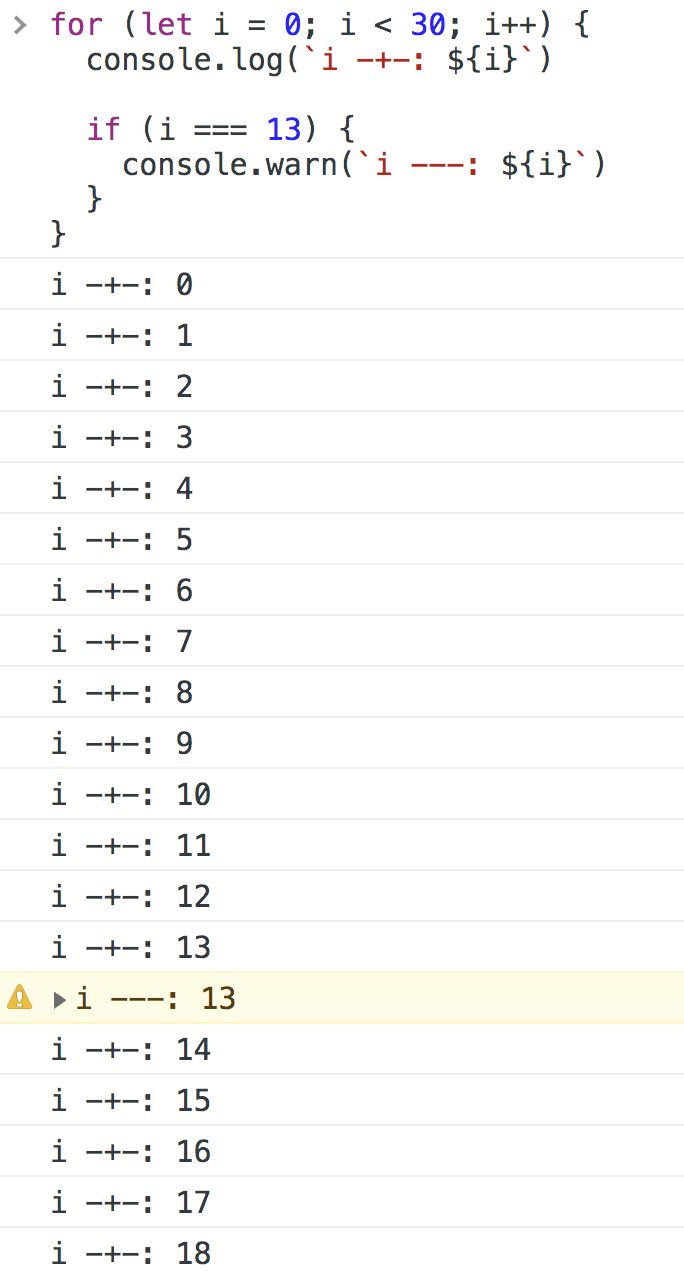 for (let i = 0; i < 30; i++) {
  console.log(`i -+-: ${i}`)
  if (i === 13) {
    console.warn(`i ---: ${i}`)
  }
}
i -+-: 0
i -+-: 1
i -+-: 2
i -+-: 3
i -+-: 4
i -+-: 5
i -+-: 6
i -+-: 7
i -+-: 8
i -+-: 9
i -+-: 10
i -+-: 11
i -+-: 12
i -+-: 13
i ---: 13
i -+-: 14
i -+-: 15
i -+-: 16
i -+-: 17
i -+-: 18